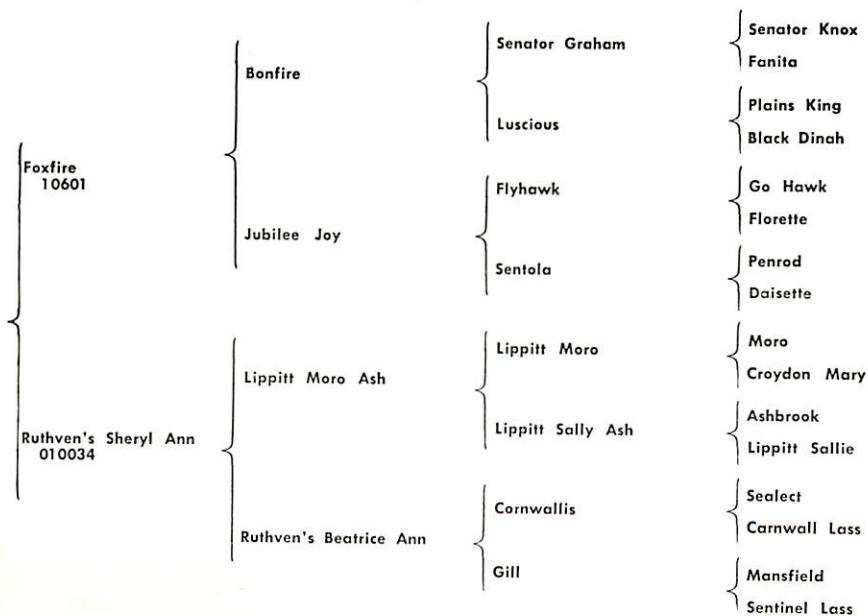 Foxfire
10601
Ruthven's Sheryl Ann
010034
Bonfire
Jubilee Joy
Lippitt Moro Ash
Ruthven's Beatrice Ann
Senator Graham
Luscious
Flyhawk
Sentola
Lippitt Moro
Lippitt Sally Ash
Cornwallis
Gill
Senator Knox
Fanita
Plains King
Black Dinah
Go Hawk
Florette
Penrod
Daisette
Moro
Croydon Mary
Ashbrook
Lippitt Sallie
Sealect
Carnwall Lass
Mansfield
Sentinel Lass